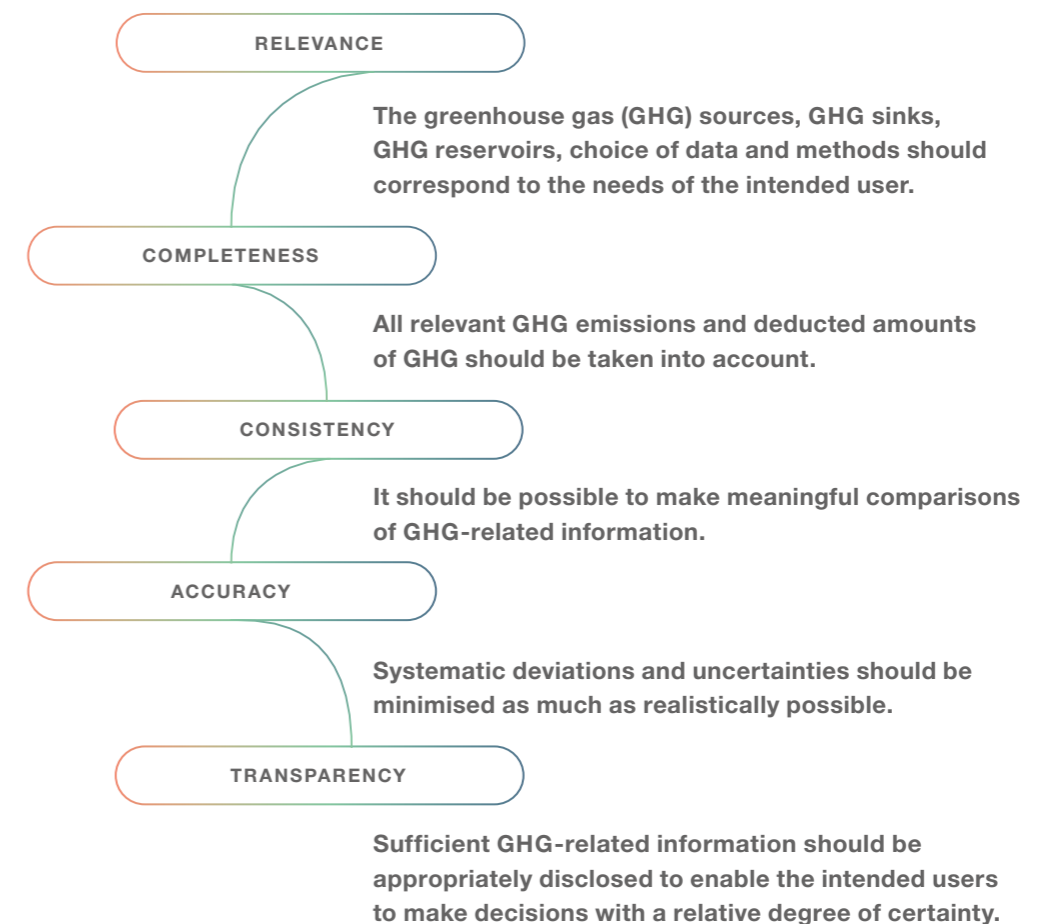 RELEVANCE
The greenhouse gas (GHG) sources, GHG sinks,
GHG reservoirs, choice of data and methods should
correspond to the needs of the intended user.
COMPLETENESS
All relevant GHG emissions and deducted amounts
of GHG should be taken into account.
CONSISTENCY
It should be possible to make meaningful comparisons
of GHG-related information.
ACCURACY
Systematic deviations and uncertainties should be
minimised as much as realistically possible.
TRANSPARENCY
Sufficient GHG-related information should be
appropriately disclosed to enable the intended users
to make decisions with a relative degree of certainty.